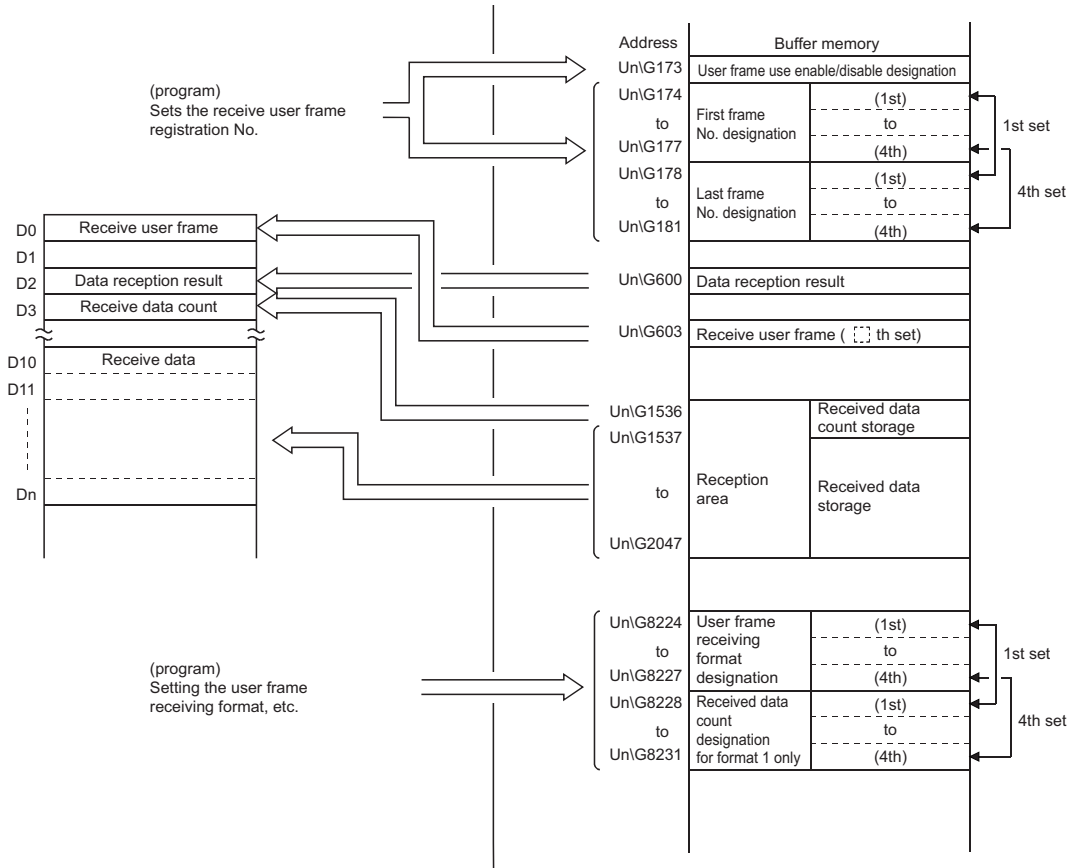 Address
Buffer memory
Un\G173
User frame use enable/disable designation
(program)
Sets the receive user frame
registration No.
Un\G174
to
Un\G177
First frame
No. designation
(1st)
to
(4th)
1st set
Un\G178
to
Un\G181
Last frame
No. designation
(1st)
to
(4th)
4th set
D0
Receive user frame
D1
D2
Data reception result
D3
Receive data count
D10
Receive data
D11
Dn
Un\G600
Data reception result
Un\G603
Receive user frame ( th set)
Un\G1536
Un\G1537
to
Un\G2047
Reception
area
Received data
count storage
Received data
storage
(program)
Setting the user frame
receiving format, etc.
Un\G8224
to
Un\G8227
User frame
receiving
format
designation
(1st)
to
(4th)
1st set
Un\G8228
to
Un\G8231
Received data
count
designation
for format 1 only
(1st)
to
(4th)
4th set